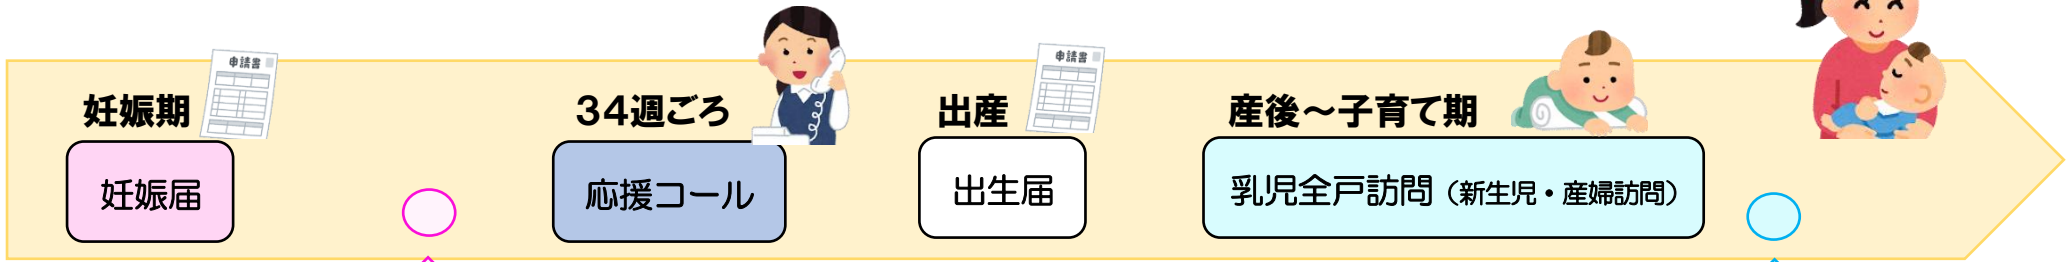 申請書
妊娠期
妊娠届
34週ごろ
応援コール
申請書
出産
出生届
産後～子育て期
乳児全戸訪問（新生児・産婦訪問）